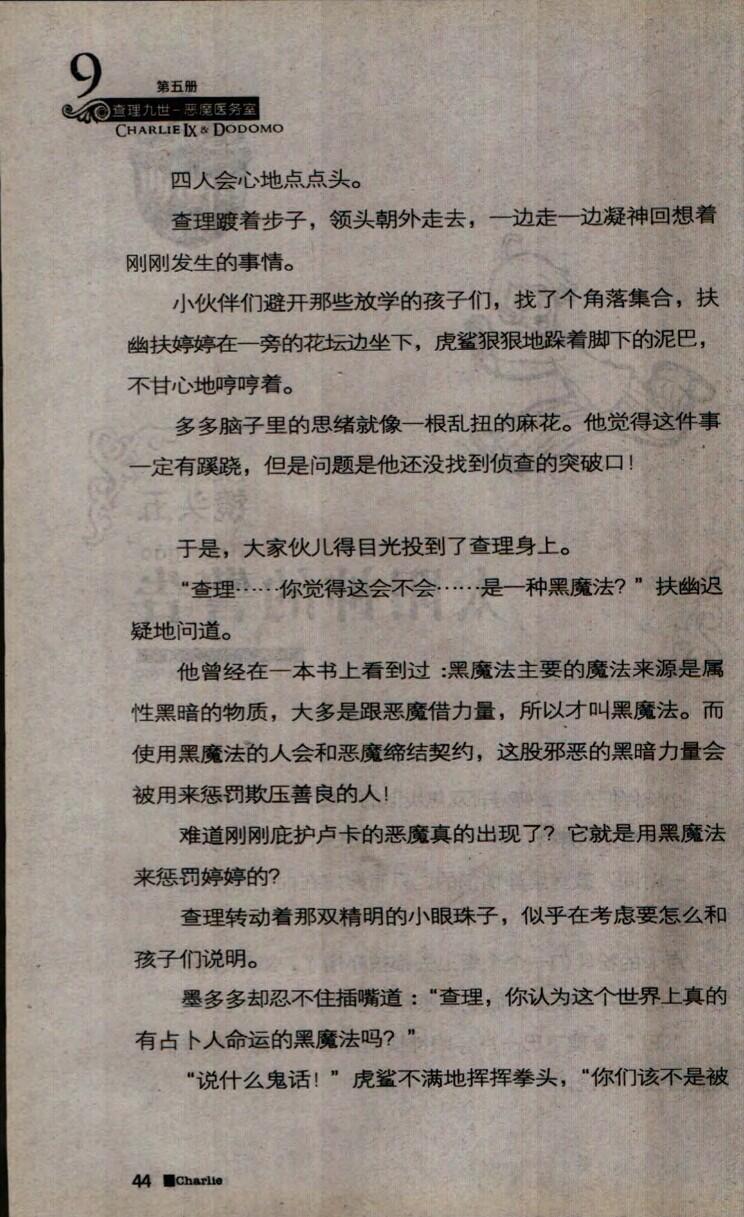 9
第五册
查理九世-恶魔医务室
CHARLIE IX & DODOMO
四人会心地点点头。
查理踱着步子，领头朝外走去，一边走一边凝神回想着
刚刚发生的事情。
小伙伴们避开那些放学的孩子们，找了个角落集合，扶
幽扶婷婷在一旁的花坛边坐下，虎鲨狠狠地跺着脚下的泥巴，
不甘心地哼哼着。
多多脑子里的思绪就像一根乱扭的麻花。他觉得这件事
一定有蹊跷，但是问题是他还没找到侦查的突破口！
于是，大家伙儿得目光投到了查理身上。
“查理……你觉得这会不会……是一种黑魔法？”扶幽迟
疑地问道。
他曾经在一本书上看到过：黑魔法主要的魔法来源是属
性黑暗的物质，大多是跟恶魔借力量，所以才叫黑魔法。而
使用黑魔法的人会和恶魔缔结契约，这股邪恶的黑暗力量会
被用来惩罚欺压善良的人！
难道刚刚庇护卢卡的恶魔真的出现了？它就是用黑魔法
来惩罚婷婷的？
查理转动着那双精明的小眼珠子，似乎在考虑要怎么和
孩子们说明。
墨多多却忍不住插嘴道：“查理，你认为这个世界上真的
有占卜人命运的黑魔法吗？”
“说什么鬼话！”虎鲨不满地挥挥拳头，“你们该不是被
44 ■Charlie